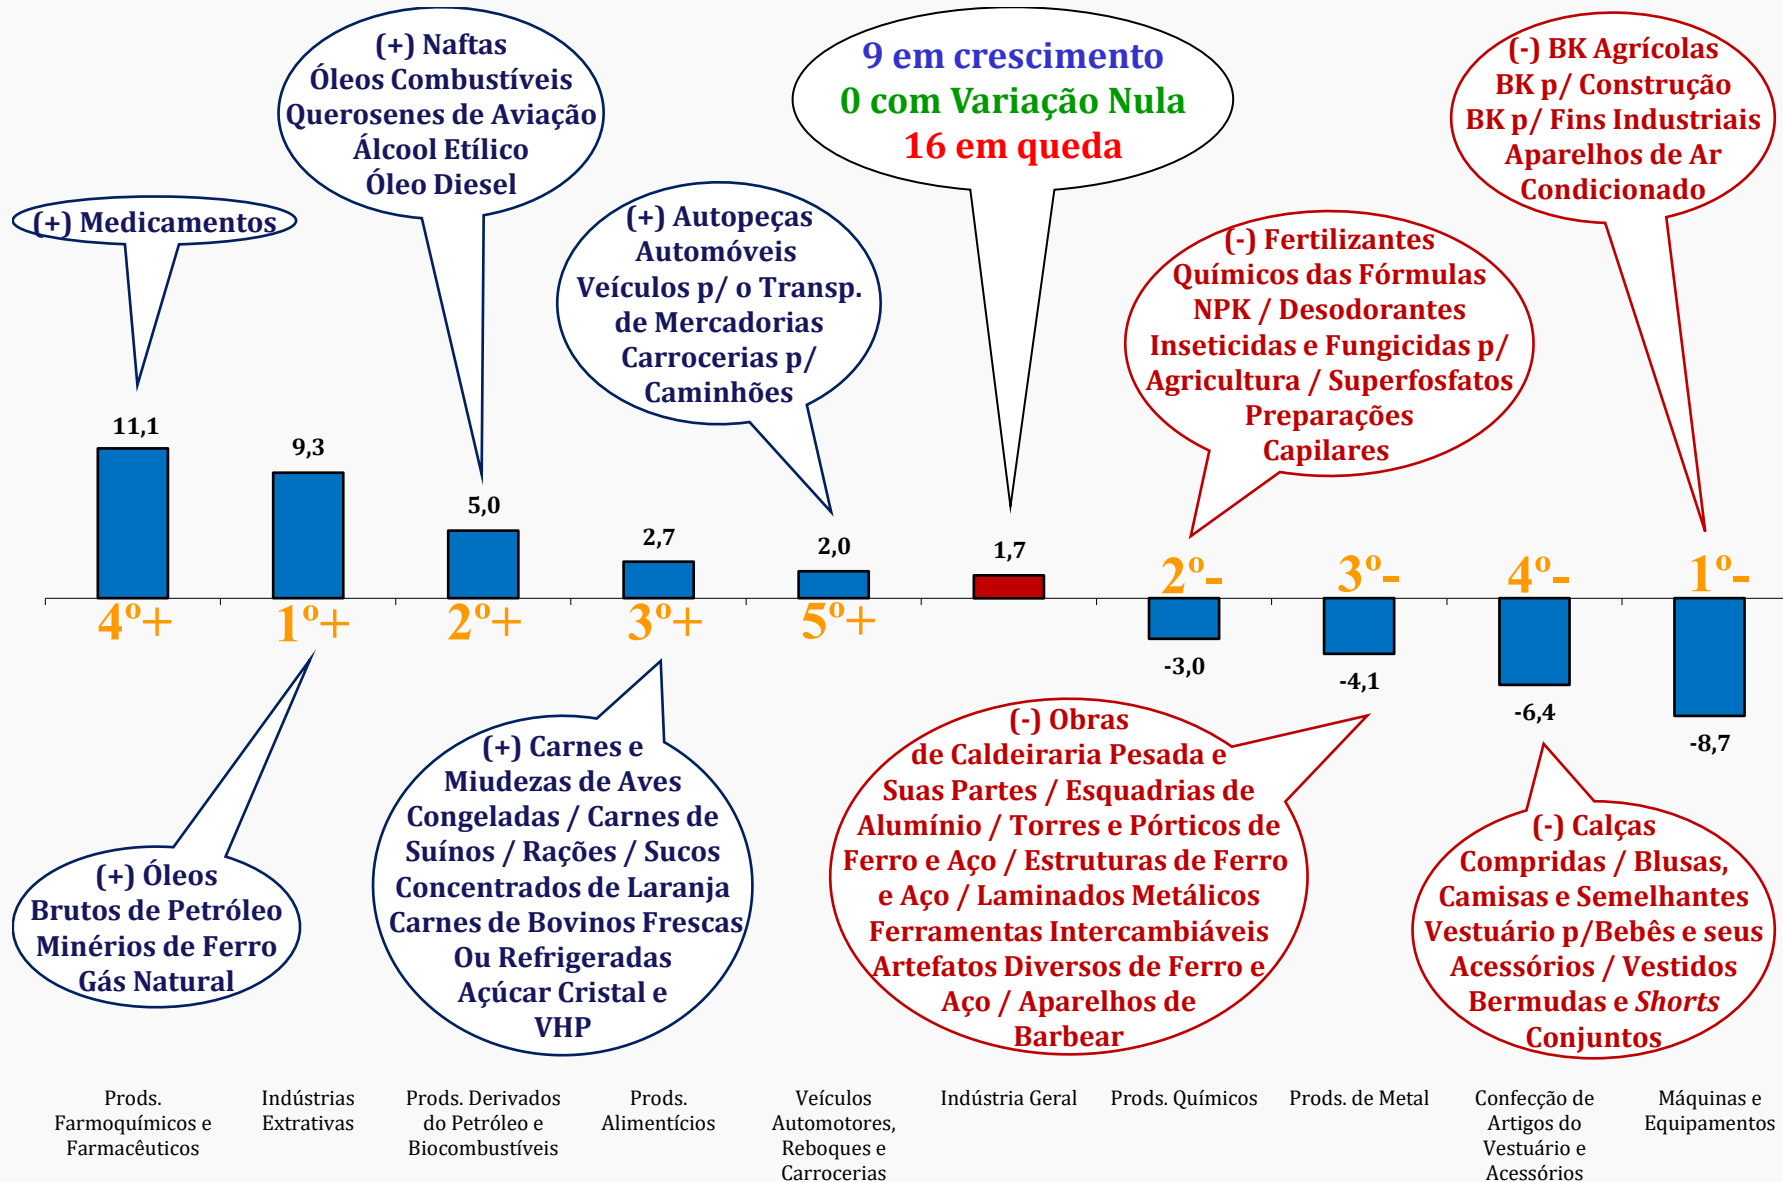 (+) Naftas
Óleos Combustíveis
Querosenes de Aviação
Álcool Etílico
Óleo Diesel
9 em crescimento
0 com Variação Nula
16 em queda
(-) BK Agrícolas
BK p/ Construção
BK p/ Fins Industriais
Aparelhos de Ar
Condicionado
(+) Medicamentos
(+) Autopeças
Automóveis
Veículos p/ o Transp.
de Mercadorias
Carrocerias p/
Caminhões
(-) Fertilizantes
Químicos das Fórmulas
NPK / Desodorantes
Inseticidas e Fungicidas p/
Agricultura / Superfosfatos
Preparações
Capilares
11,1
9,3
5,0
2,7
2,0
1,7
2º-
3º-
4º-
1º-
4º+
1º+
2º+
3º+
5º+
-3,0
-4,1
-6,4
-8,7
(+) Óleos
Brutos de Petróleo
Minérios de Ferro
Gás Natural
(+) Carnes e
Miudezas de Aves
Congeladas / Carnes de
Suínos / Rações / Sucos
Concentrados de Laranja
Carnes de Bovinos Frescas
Ou Refrigeradas
Açúcar Cristal e
VHP
(-) Obras
de Caldeiraria Pesada e
Suas Partes / Esquadrias de
Alumínio / Torres e Pórticos de
Ferro e Aço / Estruturas de Ferro
e Aço / Laminados Metálicos
Ferramentas Intercambiáveis
Artefatos Diversos de Ferro e
Aço / Aparelhos de
Barbear
(-) Calças
Compridas / Blusas,
Camisas e Semelhantes
Vestuário p/Bebês e seus
Acessórios / Vestidos
Bermudas e Shorts
Conjuntos
Prods.
Farmoquímicos e
Farmacêuticos
Indústrias
Extrativas
Prods. Derivados
do Petróleo e
Biocombustíveis
Prods.
Alimentícios
Veículos
Automotores,
Reboques e
Carrocerias
Indústria Geral
Prods. Químicos
Prods. de Metal
Confecção de
Artigos do
Vestuário e
Acessórios
Máquinas e
Equipamentos